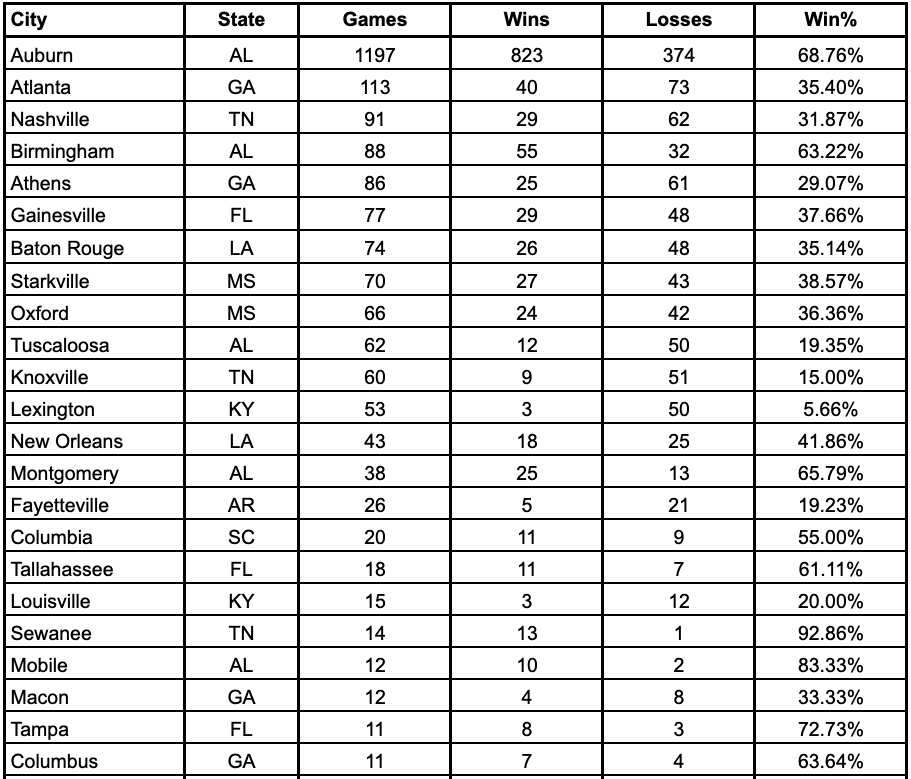 City State Games Wins Losses Win%
Auburn AL 1197 823 374 68.76%
Atlanta GA 113 40 73 35.40%
Nashville TN 91 29 62 31.87%
Birmingham AL 88 55 32 63.22%
Athens GA 86 25 61 29.07%
Gainesville FL 77 29 48 37.66%
Baton Rouge LA 74 26 48 35.14%
Starkville MS 70 27 43 38.57%
Oxford MS 66 24 42 36.36%
Tuscaloosa AL 62 12 50 19.35%
Knoxville TN 60 9 51 15.00%
Lexington KY 53 3 50 5.66%
New Orleans LA 43 18 25 41.86%
Montgomery AL 38 25 13 65.79%
Fayetteville AR 26 5 21 19.23%
Columbia SC 20 11 9 55.00%
Tallahassee FL 18 11 7 61.11%
Louisville KY 15 3 12 20.00%
Sewanee TN 14 13 1 92.86%
Mobile AL 12 10 2 83.33%
Macon GA 12 4 8 33.33%
Tampa FL 11 8 3 72.73%
Columbus GA 11 7 4 63.64%